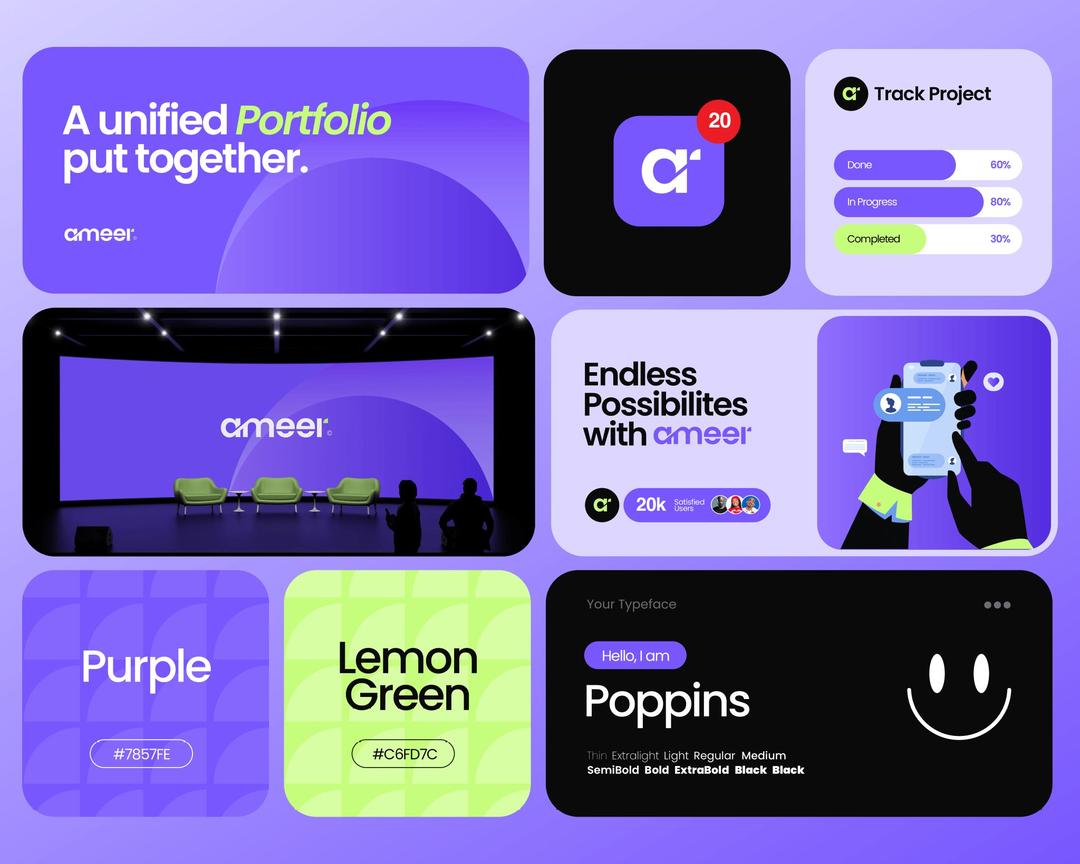 A unified Portfolio
put together.
ameer
20
Track Project
Done 60%
In Progress 80%
Completed 30%
ameer
Endless
Possibilites
with ameer
20k Satisfied
Users
Purple
#7857FE
Lemon
Green
#C6FD7C
Your Typeface
Hello, I am
Poppins
Thin Extralight Light Regular Medium
SemiBold Bold ExtraBold Black Black